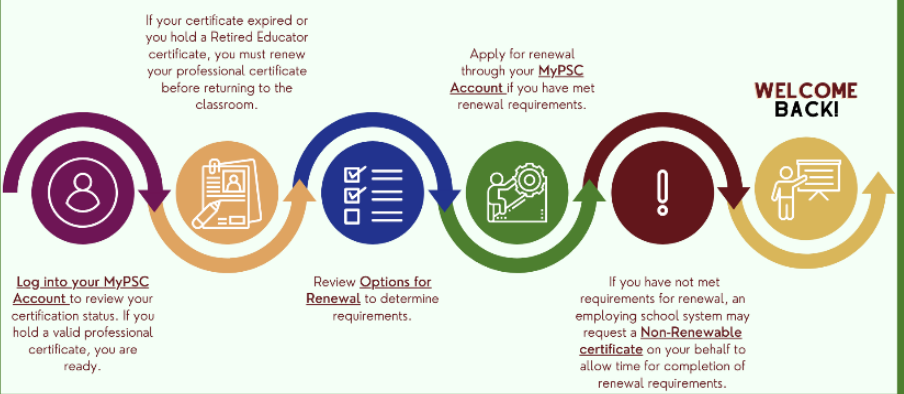 Log into your MyPSC
Account to review your
certification status. If you
hold a valid professional
certificate, you are
ready.
If your certificate expired or
you hold a Retired Educator
certificate, you must renew
your professional certificate
before returning to the
classroom.
Review Options for
Renewal to determine
requirements.
Apply for renewal
through your MyPSC
Account if you have met
renewal requirements.
If you have not met
requirements for renewal, an
employing school system may
request a Non-Renewable
certificate on your behalf to
allow time for completion of
renewal requirements.
WELCOME
BACK!